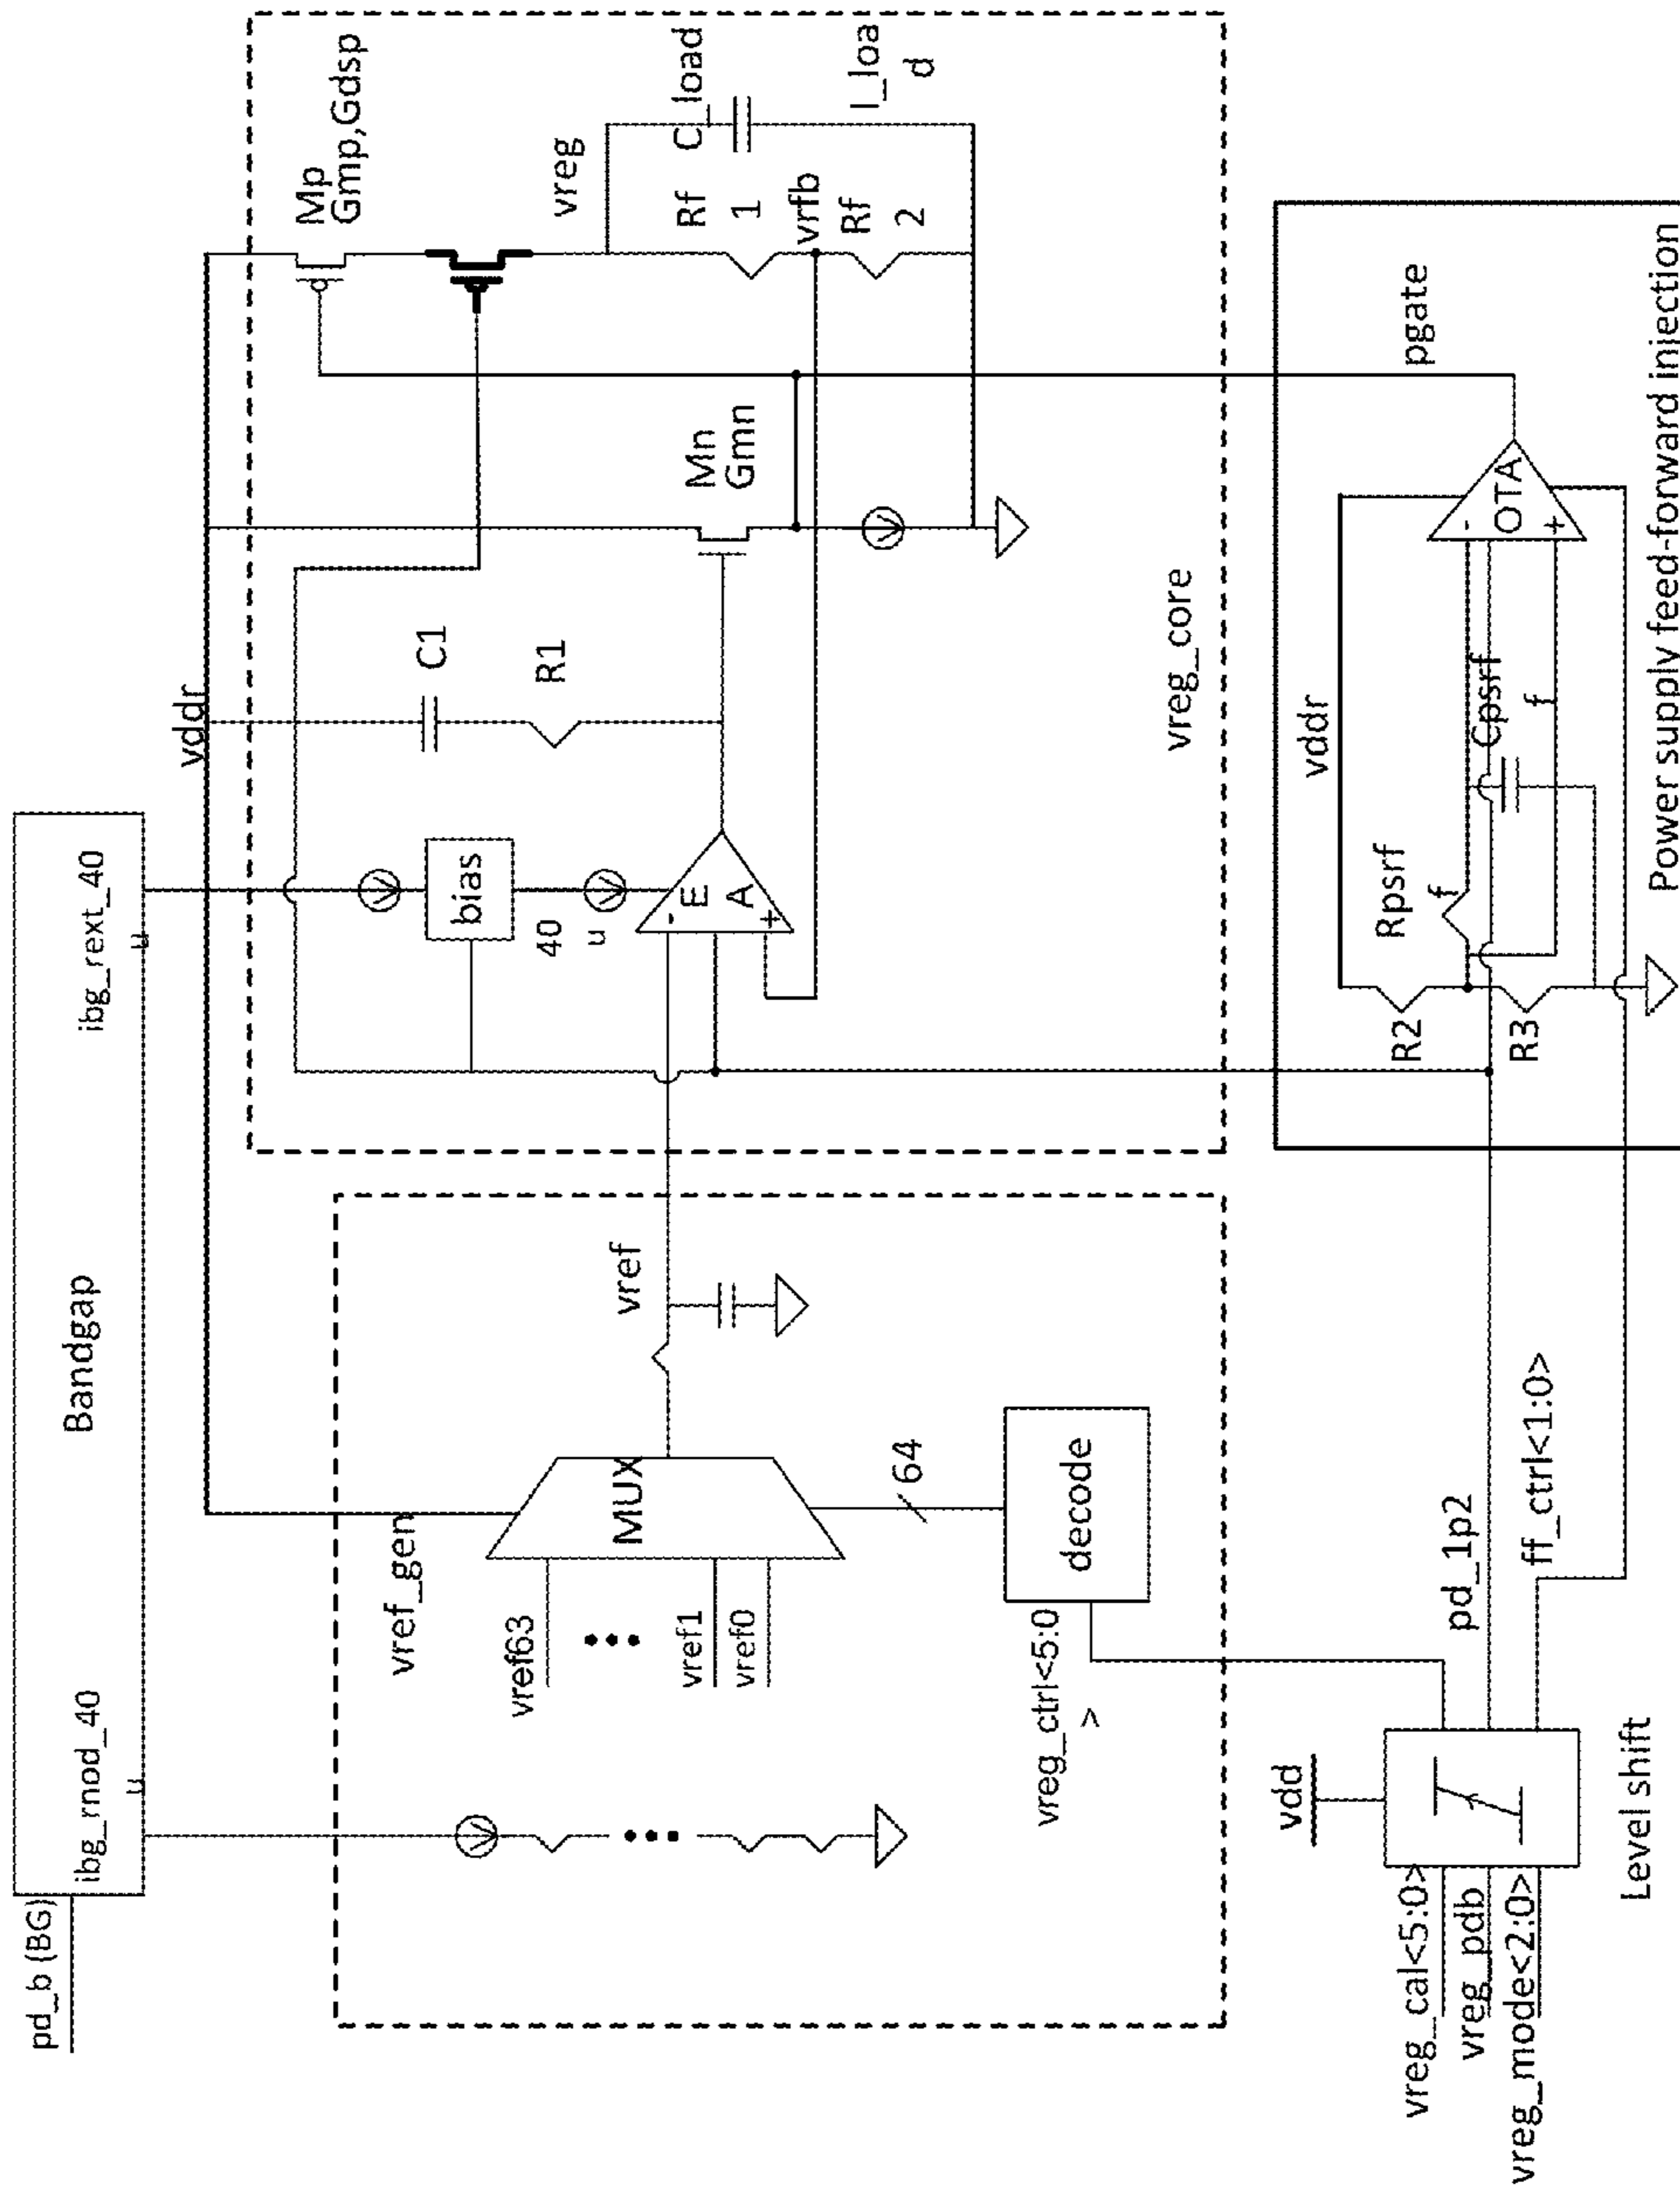 pd_b (BG)
Bandgap
ibg_rnod_40
u
ibg_rext_40
u
vddr
vref_gen
vref63
vref1
vref0
MUX
vref
64
decode
vreg_ctrl<5:0
>
bias
40
u
-
E
A
+
C1
R1
Mn
Gmn
Mp
Gmp,Gdsp
vreg
Rf
1
vrfb
Rf
2
C_load
I_loa
d
vreg_core
vdd
vreg_cal<5:0>
vreg_pdb
vreg_mode<2:0>
Level shift
pd_1p2
ff_ctrl<1:0>
vddr
R2
R3
Rpsrf
f
Cpsrf
f
-
OTA
+
pgate
Power supply feed-forward injection